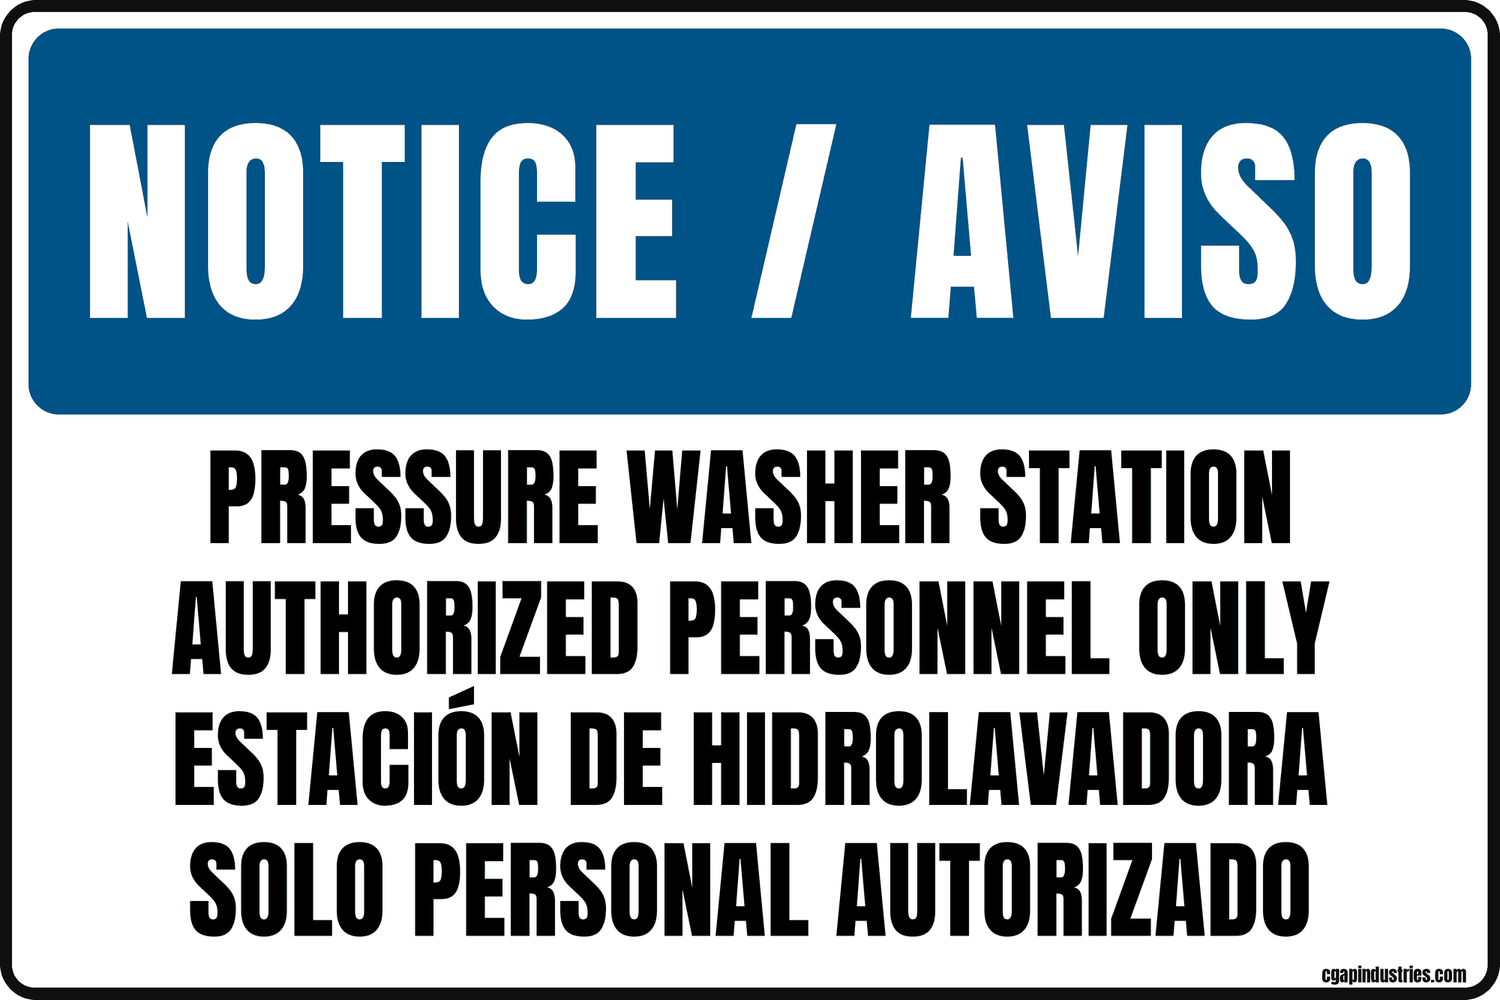 NOTICE / AVISO
PRESSURE WASHER STATION
AUTHORIZED PERSONNEL ONLY
ESTACIÓN DE HIDROLAVADORA
SOLO PERSONAL AUTORIZADO
cgapindustries.com